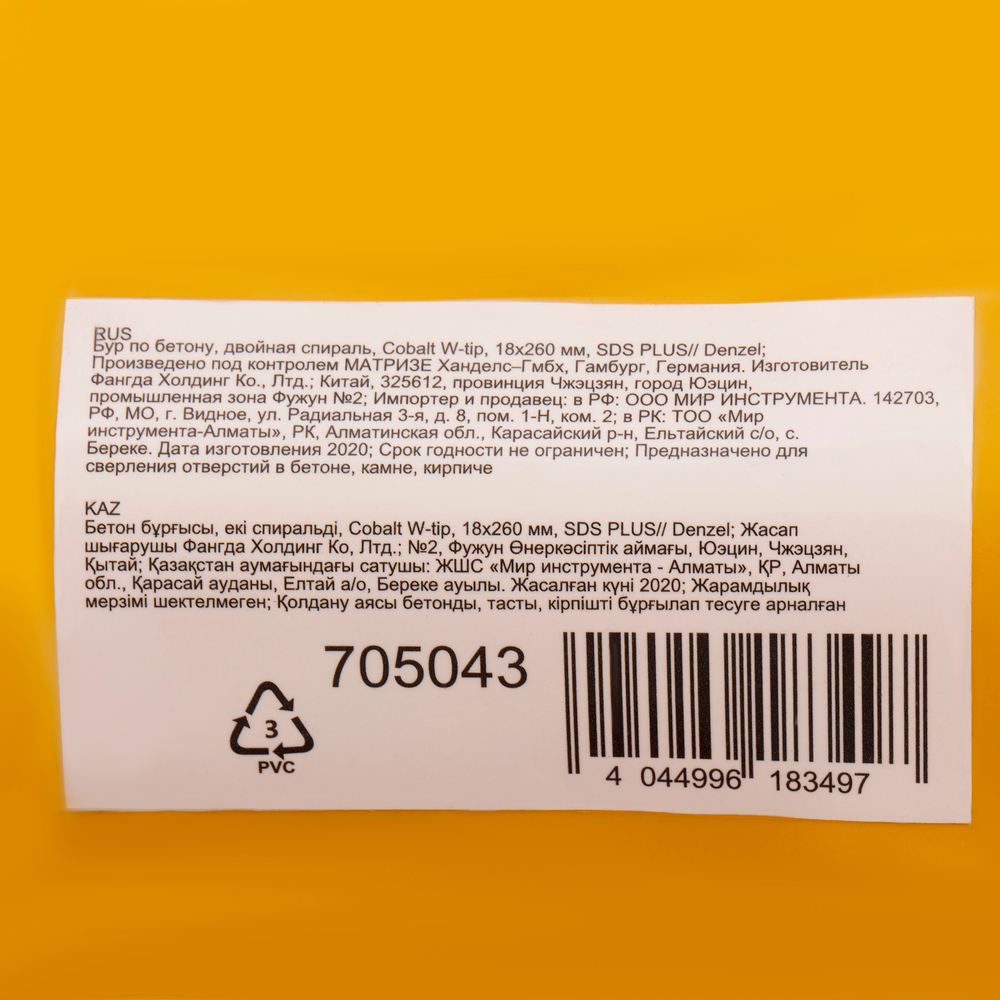 RUS
Бур по бетону, двойная спираль, Cobalt W-tip, 18x260 мм, SDS PLUS// Denzel;
Произведено под контролем МАТРИЗЕ Ханделс–Гмбх, Гамбург, Германия. Изготовитель
Фангда Холдинг Ко., Лтд.; Китай, 325612, провинция Чжэцзян, город Юэцин,
промышленная зона Фужун №2; Импортер и продавец: в РФ: ООО МИР ИНСТРУМЕНТА. 142703,
РФ, МО, г. Видное, ул. Радиальная 3-я, д. 8, пом. 1-Н, ком. 2; в РК: ТОО «Мир
инструмента-Алматы», РК, Алматинская обл., Карасайский р-н, Ельтайский с/о, с.
Береке. Дата изготовления 2020; Срок годности не ограничен; Предназначено для
сверления отверстий в бетоне, камне, кирпиче
KAZ
Бетон бұрғысы, екі спиральді, Cobalt W-tip, 18x260 мм, SDS PLUS// Denzel; Жасап
шығарушы Фангда Холдинг Ко, Лтд.; №2, Фужун Өнеркәсіптік аймағы, Юэцин, Чжэцзян,
Қытай; Қазақстан аумағындағы сатушы: ЖШС «Мир инструмента - Алматы», ҚР, Алматы
обл., Қарасай ауданы, Елтай а/о, Береке ауылы. Жасалған күні 2020; Жарамдылық
мерзімі шектелмеген; Қолдану аясы бетонды, тасты, кірпішті бұрғылап тесуге арналған
705043
3
PVC
4 044996 183497